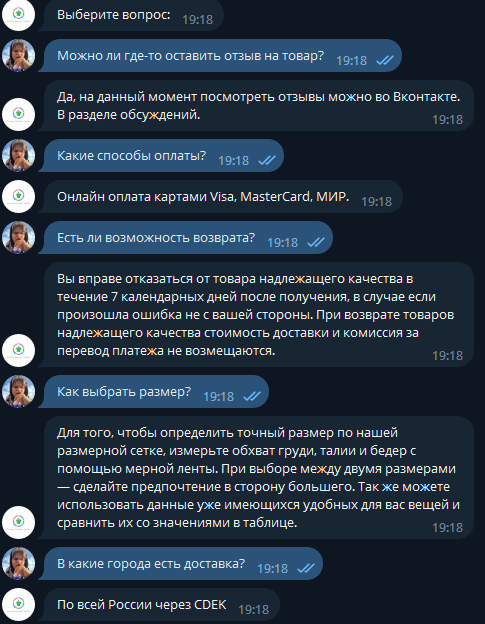 Выберите вопрос: 19:18
Можно ли где-то оставить отзыв на товар? 19:18
Да, на данный момент посмотреть отзывы можно во Вконтакте.
В разделе обсуждений. 19:18
Какие способы оплаты? 19:18
Онлайн оплата картами Visa, MasterCard, МИР. 19:18
Есть ли возможность возврата? 19:18
Вы вправе отказаться от товара надлежащего качества в
течение 7 календарных дней после получения, в случае если
произошла ошибка не с вашей стороны. При возврате товаров
надлежащего качества стоимость доставки и комиссия за
перевод платежа не возмещаются. 19:18
Как выбрать размер? 19:18
Для того, чтобы определить точный размер по нашей
размерной сетке, измерьте обхват груди, талии и бедер с
помощью мерной ленты. При выборе между двумя размерами
— сделайте предпочтение в сторону большего. Так же можете
использовать данные уже имеющихся удобных для вас вещей и
сравнить их со значениями в таблице. 19:18
В какие города есть доставка? 19:18
По всей России через CDEK 19:18